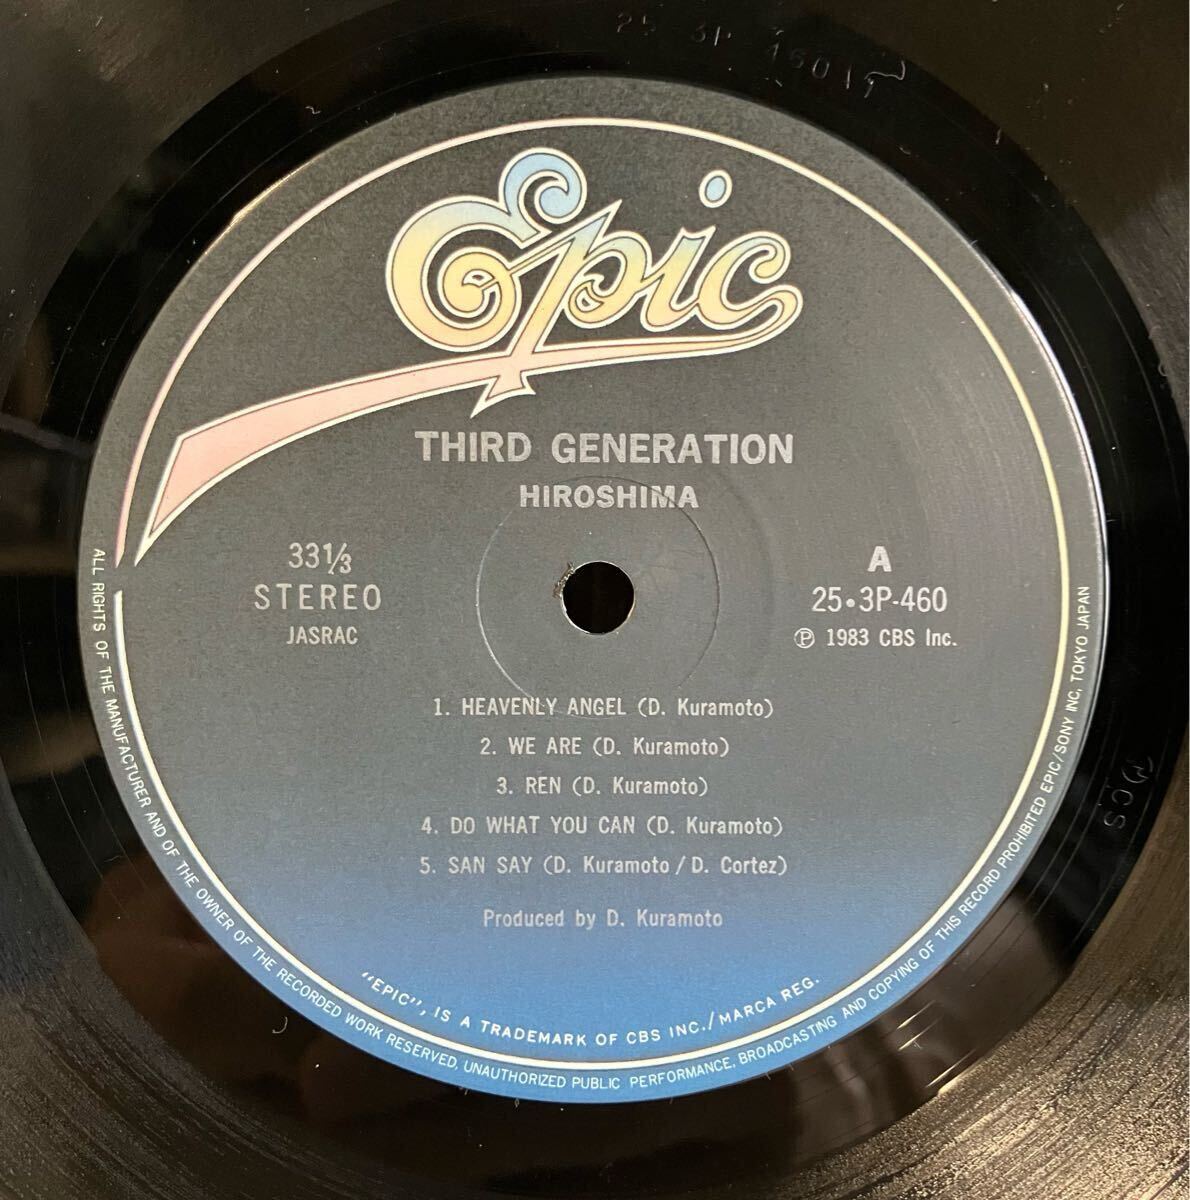 25 3P 460
Epic
THIRD GENERATION
HIROSHIMA
33⅓
STEREO
JASRAC
A
25•3P-460
Ⓟ 1983 CBS Inc.
1. HEAVENLY ANGEL (D. Kuramoto)
2. WE ARE (D. Kuramoto)
3. REN (D. Kuramoto)
4. DO WHAT YOU CAN (D. Kuramoto)
5. SAN SAY (D. Kuramoto / D. Cortez)
Produced by D. Kuramoto
"EPIC", IS A TRADEMARK OF CBS INC./MARCA REG.
ALL RIGHTS OF THE MANUFACTURER AND OF THE OWNER OF THE RECORDED WORK RESERVED, UNAUTHORIZED PUBLIC PERFORMANCE, BROADCASTING AND COPYING OF THIS RECORD PROHIBITED EPIC/SONY INC, TOKYO JAPAN